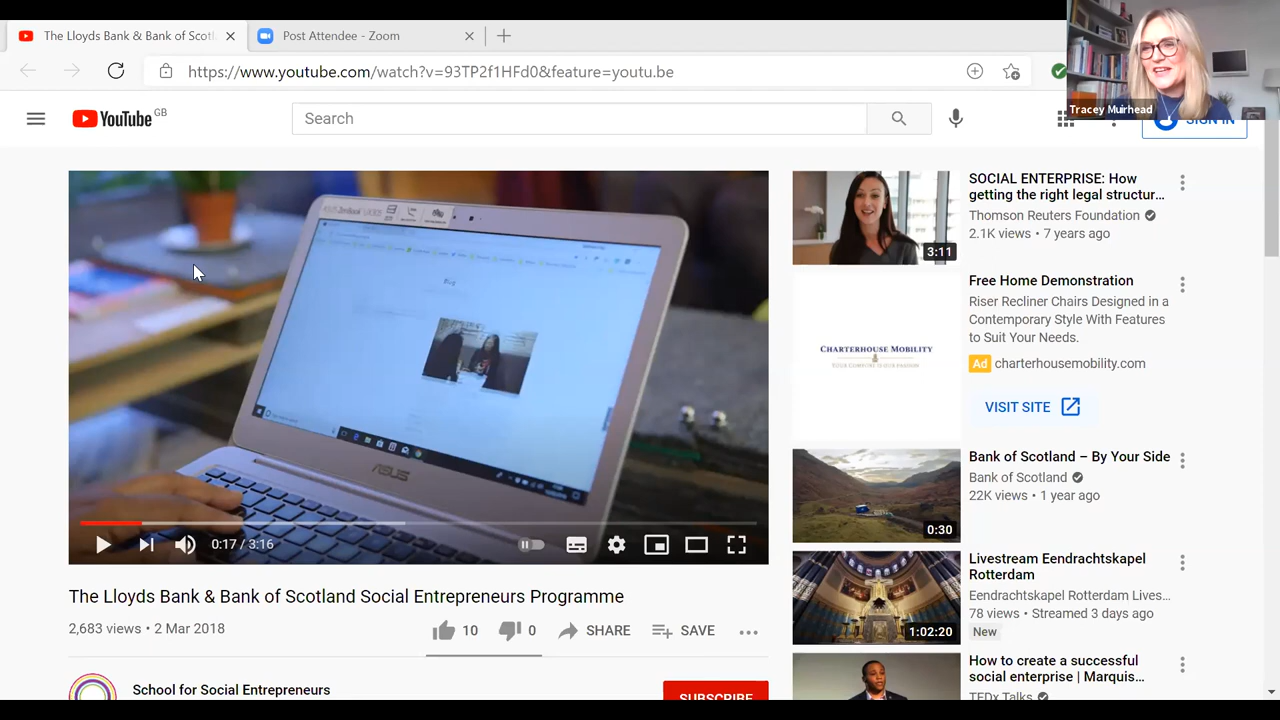 The Lloyds Bank & Bank of Scotl
Post Attendee - Zoom
https://www.youtube.com/watch?v=93TP2f1HFd0&feature=youtu.be
Tracey Muirhead
YouTube GB
Search
SIGN IN
ASUS
0:17 / 3:16
The Lloyds Bank & Bank of Scotland Social Entrepreneurs Programme
2,683 views • 2 Mar 2018
10
0
SHARE
SAVE
School for Social Entrepreneurs
SUBSCRIBE
3:11
SOCIAL ENTERPRISE: How
getting the right legal structur...
Thomson Reuters Foundation
2.1K views • 7 years ago
CHARTERHOUSE MOBILITY
Free Home Demonstration
Riser Recliner Chairs Designed in a
Contemporary Style With Features
to Suit Your Needs.
Ad charterhousemobility.com
VISIT SITE
0:30
Bank of Scotland – By Your Side
Bank of Scotland
22K views • 1 year ago
1:02:20
Livestream Eendrachtskapel
Rotterdam
Eendrachtskapel Rotterdam Lives...
78 views • Streamed 3 days ago
New
How to create a successful
social enterprise | Marquis...
TEDx Talks